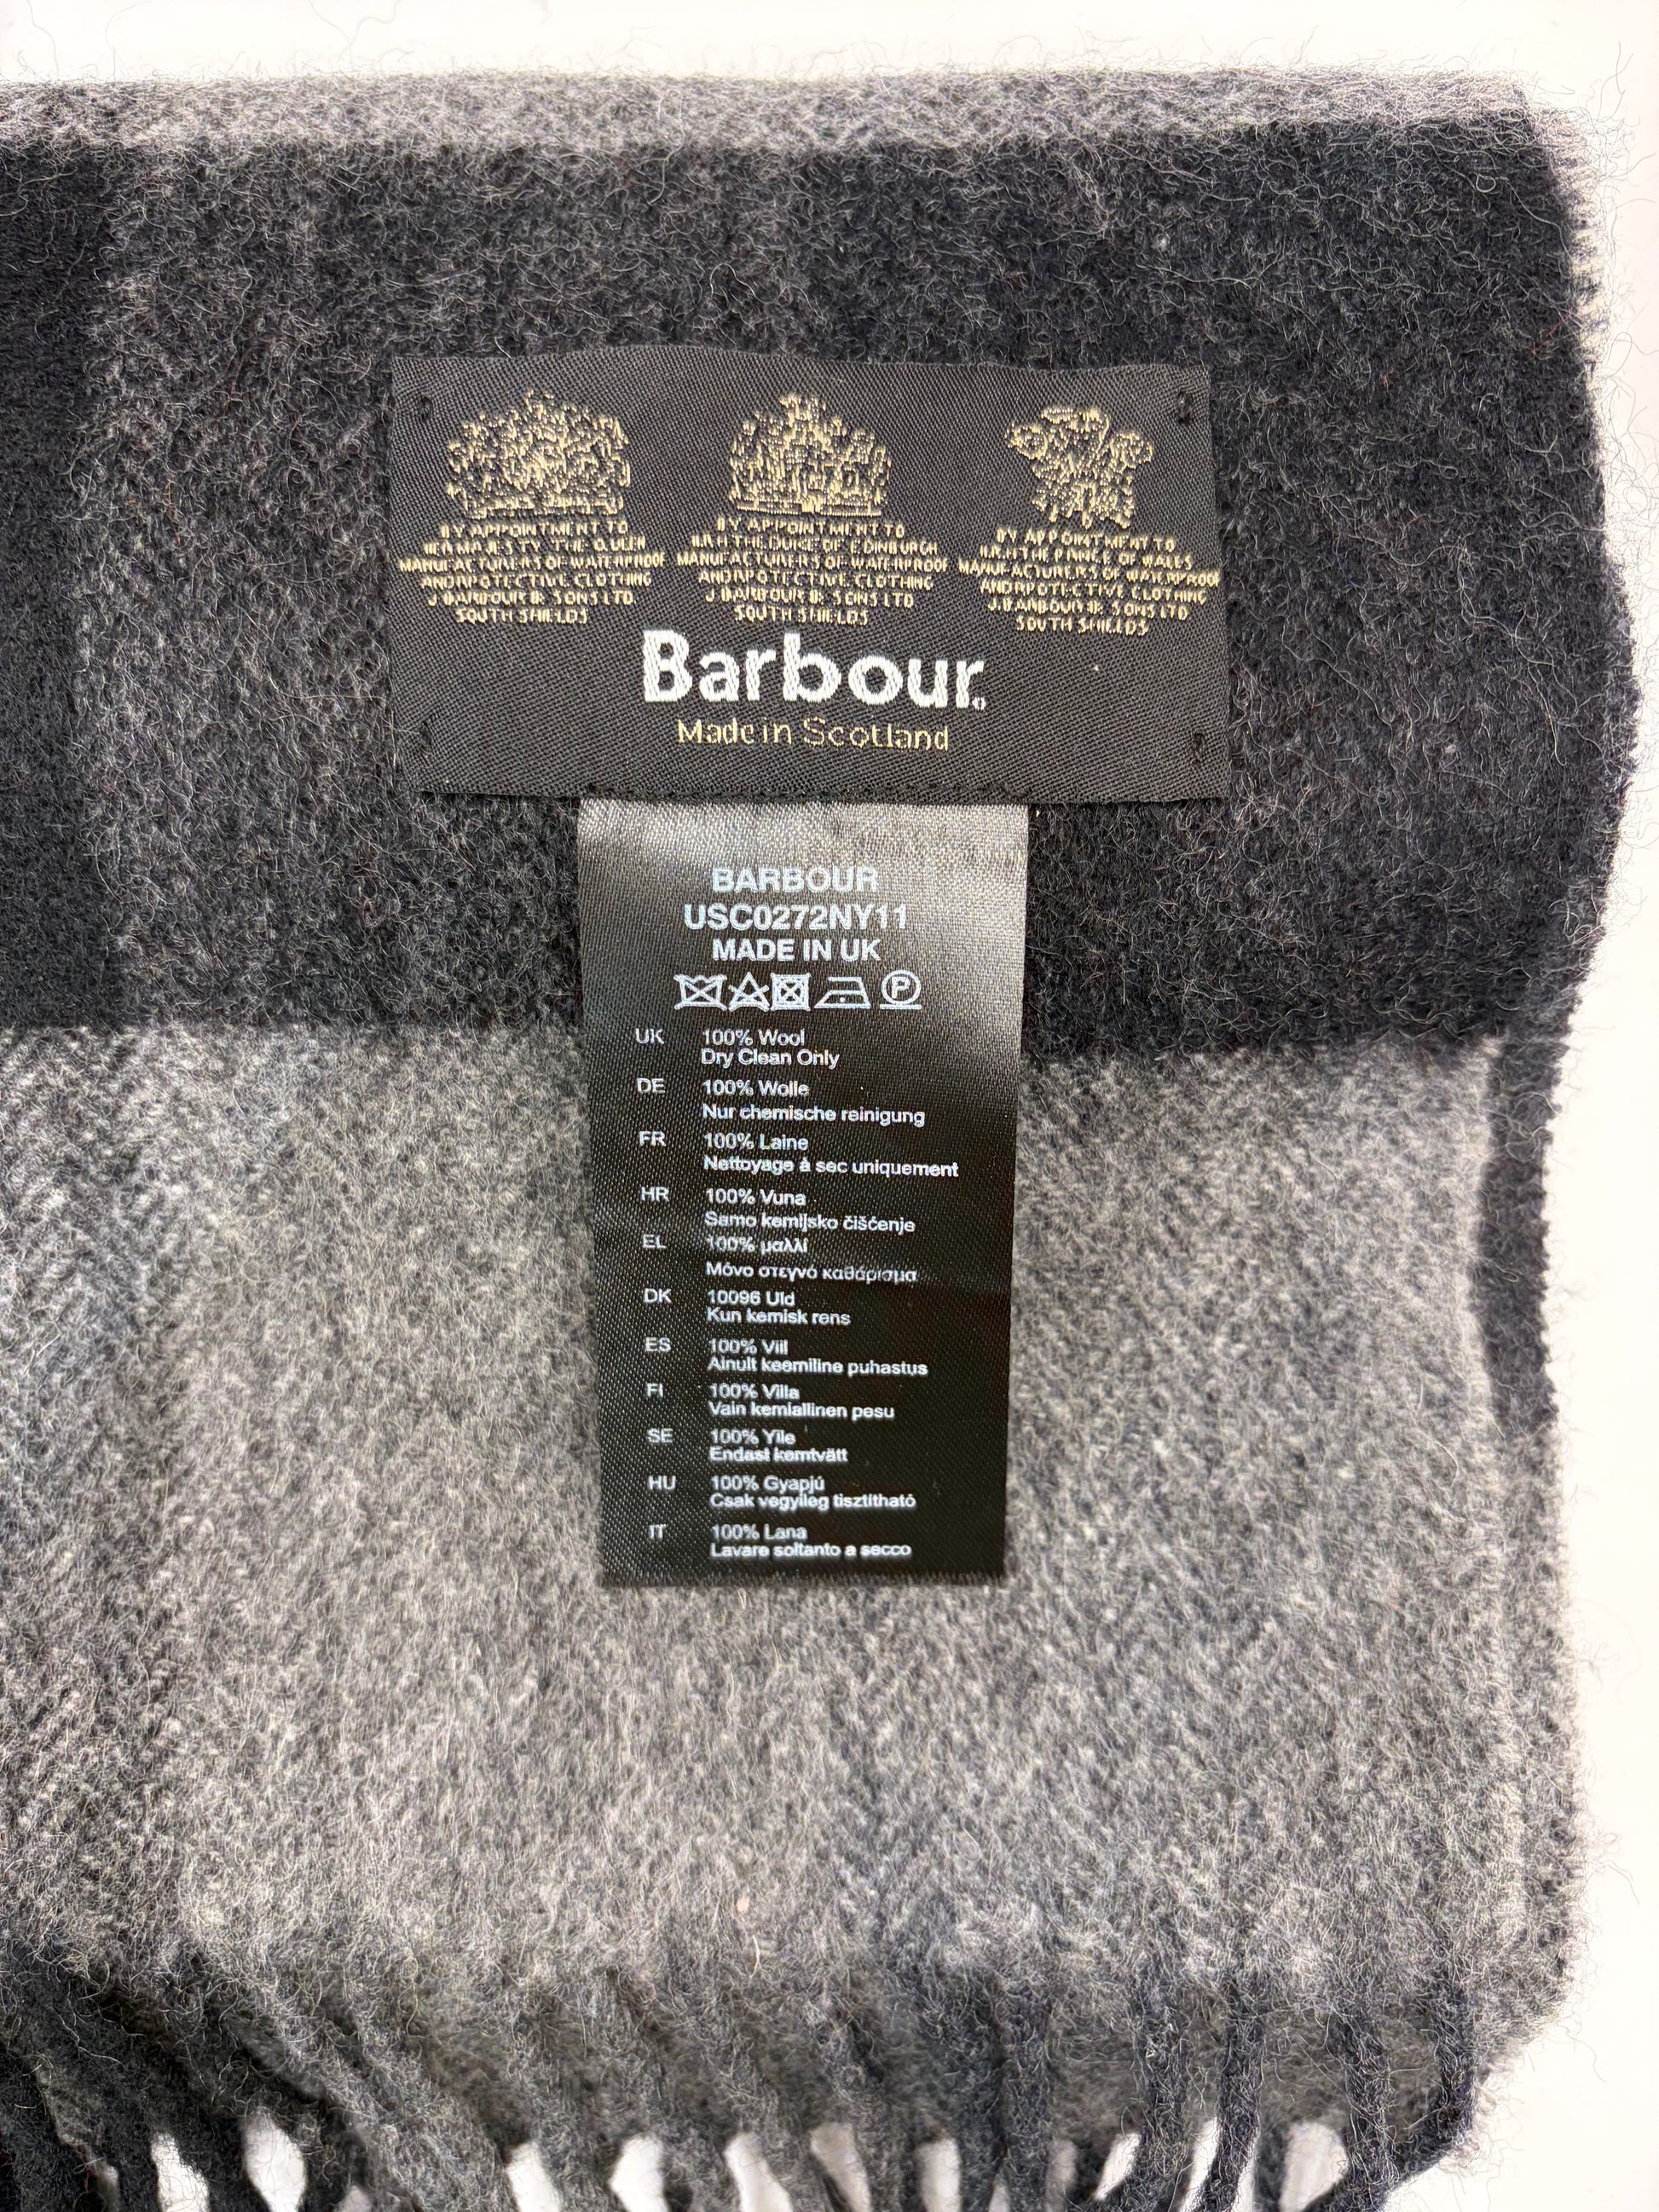 BY APPOINTMENT TO
HER MAJESTY THE QUEEN
MANUFACTURERS OF WATERPROOF
AND RPOTECTIVE CLOTHING
J.BARBOUR & SONS LTD
SOUTH SHIELDS
BY APPOINTMENT TO
H.R.H THE DUKE OF EDINBURGH
MANUFACTURERS OF WATERPROOF
AND RPOTECTIVE CLOTHING
J.BARBOUR & SONS LTD
SOUTH SHIELDS
BY APPOINTMENT TO
H.R.H THE PRINCE OF WALES
MANUFACTURERS OF WATERPROOF
AND RPOTECTIVE CLOTHING
J.BARBOUR & SONS LTD
SOUTH SHIELDS
Barbour®
Made in Scotland
BARBOUR
USC0272NY11
MADE IN UK
P
UK 100% Wool
Dry Clean Only
DE 100% Wolle
Nur chemische reinigung
FR 100% Laine
Nettoyage à sec uniquement
HR 100% Vuna
Samo kemijsko čišćenje
EL 100% μαλλί
Μόνο στεγνό καθάρισμα
DK 10096 Uld
Kun kemisk rens
ES 100% Vill
Ainult keemiline puhastus
FI 100% Villa
Vain kemiallinen pesu
SE 100% Ylle
Endast kemtvätt
HU 100% Gyapjú
Csak vegyileg tisztítható
IT 100% Lana
Lavare soltanto a secco